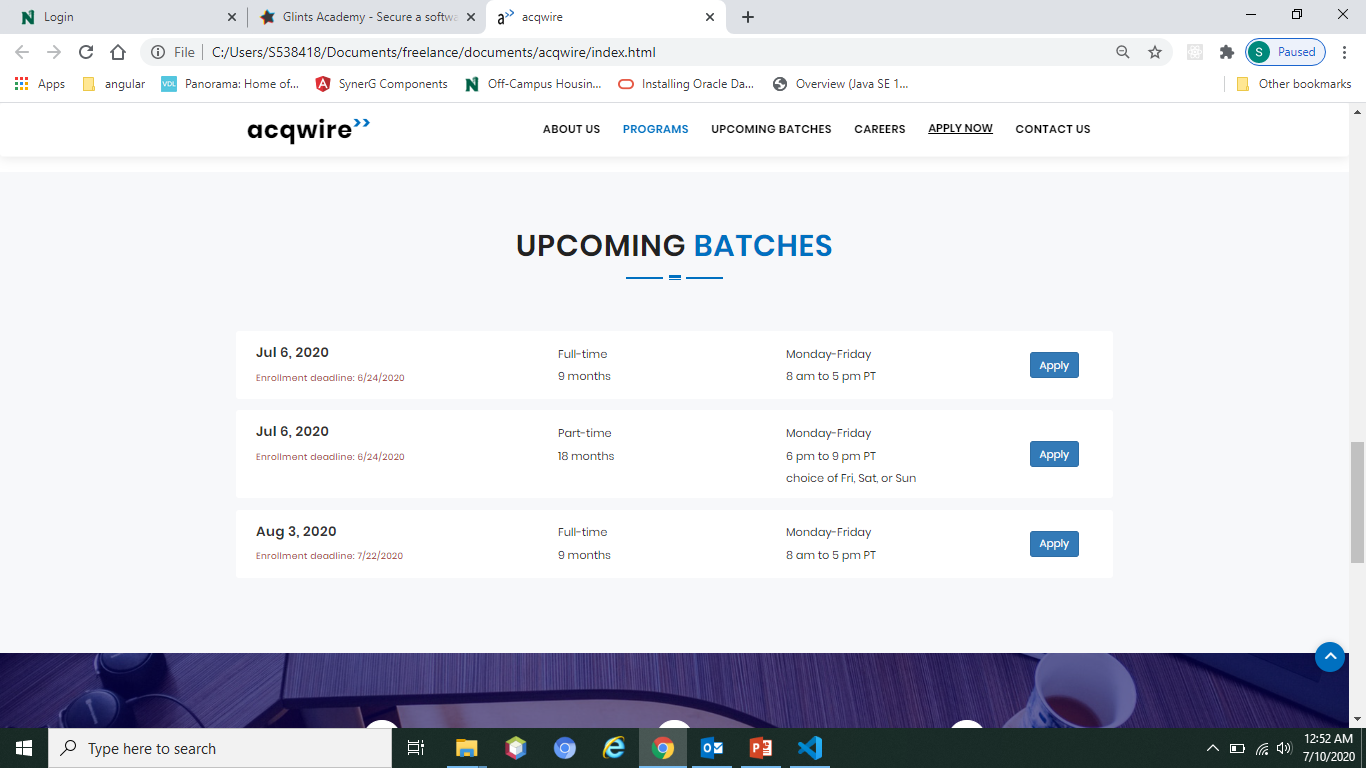 Login
Glints Academy - Secure a softwa
acqwire
File
C:/Users/S538418/Documents/freelance/documents/acqwire/index.html
S
Paused
Apps
angular
VDL
Panorama: Home of...
SynerG Components
Off-Campus Housin...
Installing Oracle Da...
Overview (Java SE 1...
Other bookmarks
acqwire>>
ABOUT US
PROGRAMS
UPCOMING BATCHES
CAREERS
APPLY NOW
CONTACT US
UPCOMING BATCHES
Jul 6, 2020
Enrollment deadline: 6/24/2020
Full-time
9 months
Monday-Friday
8 am to 5 pm PT
Apply
Jul 6, 2020
Enrollment deadline: 6/24/2020
Part-time
18 months
Monday-Friday
6 pm to 9 pm PT
choice of Fri, Sat, or Sun
Apply
Aug 3, 2020
Enrollment deadline: 7/22/2020
Full-time
9 months
Monday-Friday
8 am to 5 pm PT
Apply
Type here to search
12:52 AM
7/10/2020